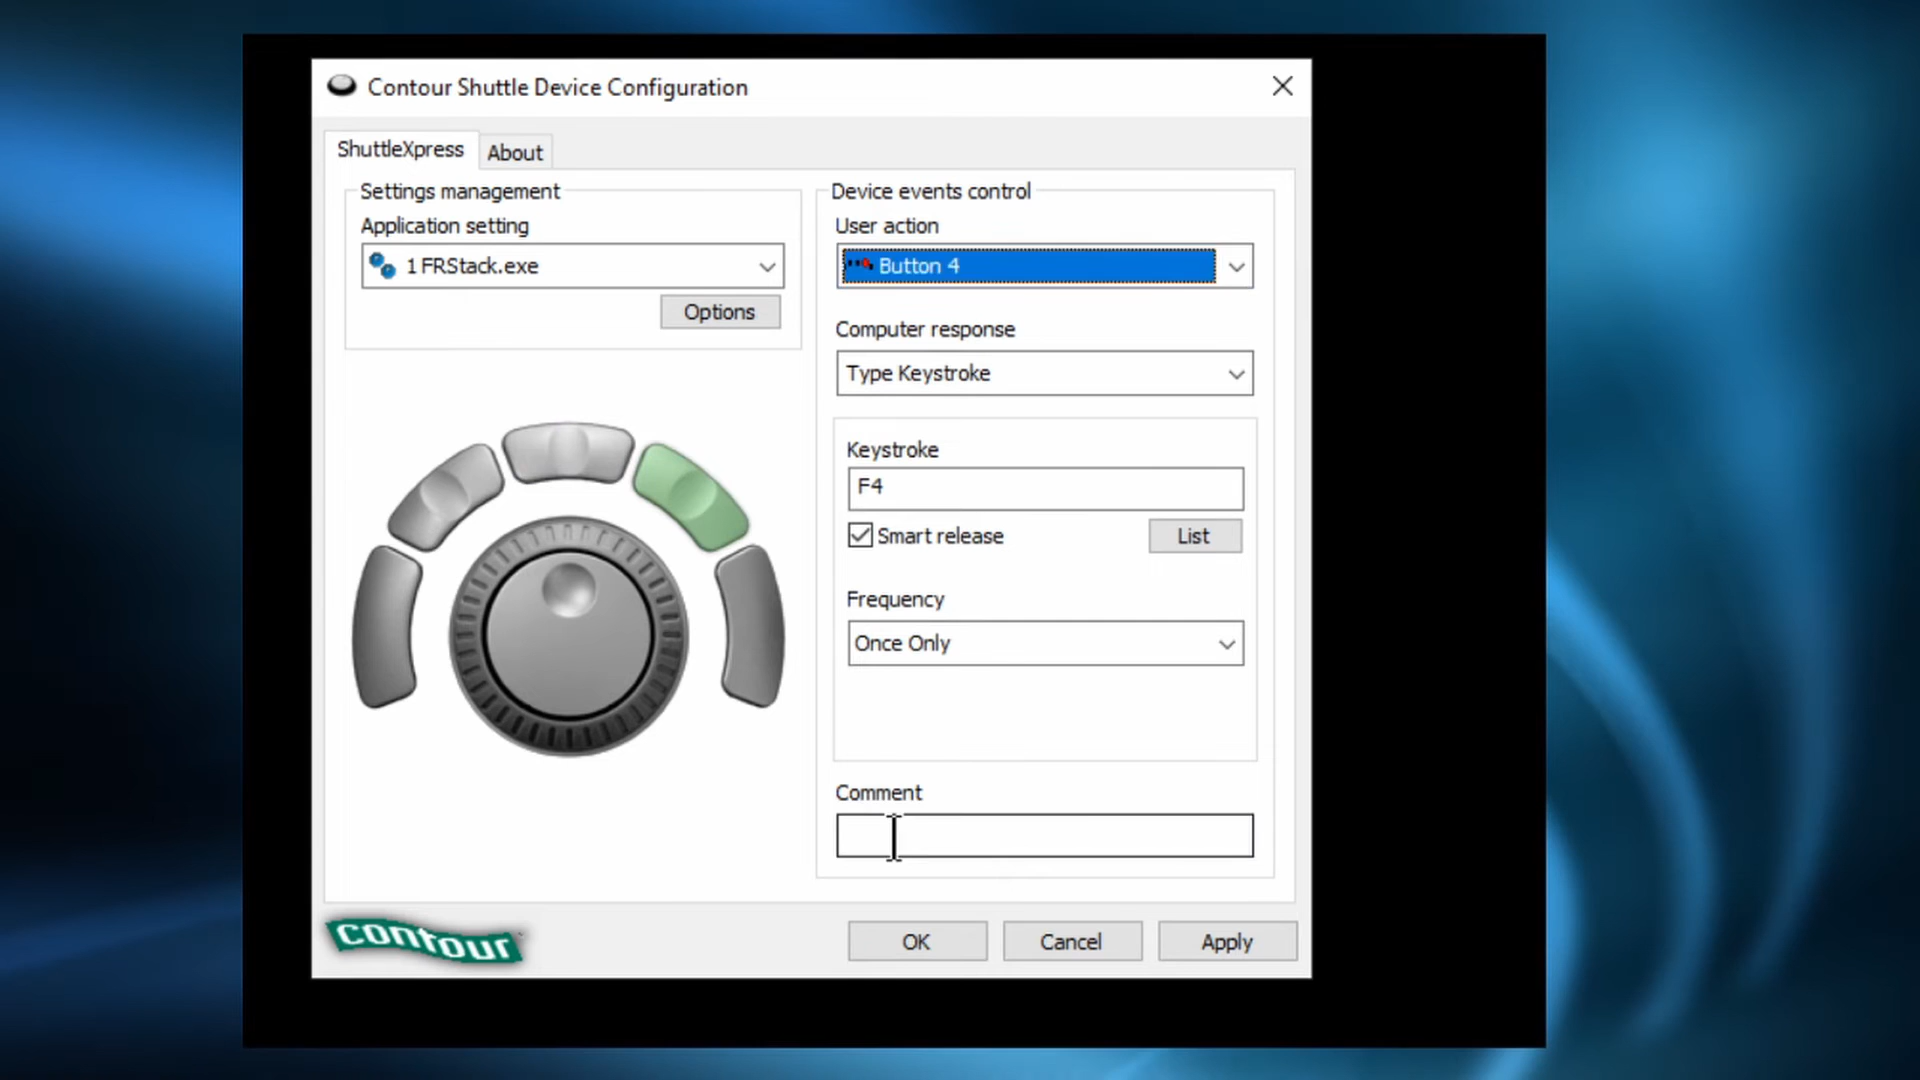 Contour Shuttle Device Configuration
ShuttleXpress
About
Settings management
Application setting
1 FRStack.exe
Options
Device events control
User action
Button 4
Computer response
Type Keystroke
Keystroke
F4
Smart release
List
Frequency
Once Only
Comment
contour
OK
Cancel
Apply